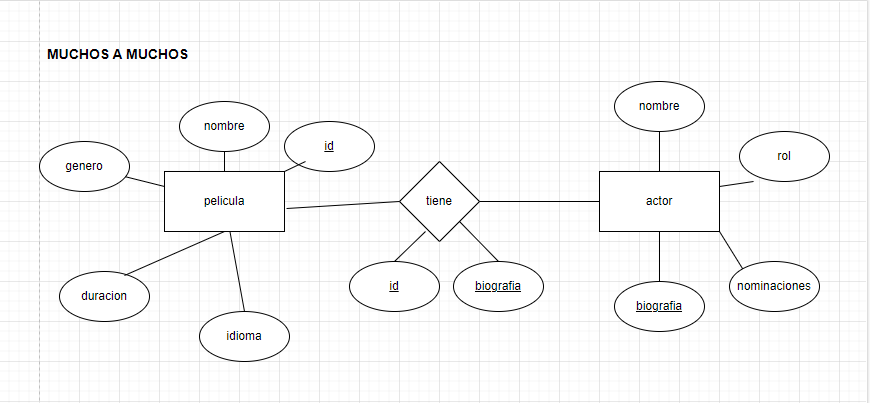 MUCHOS A MUCHOS
nombre
nombre
id
rol
genero
pelicula
tiene
actor
id
biografia
nominaciones
duracion
biografia
idioma